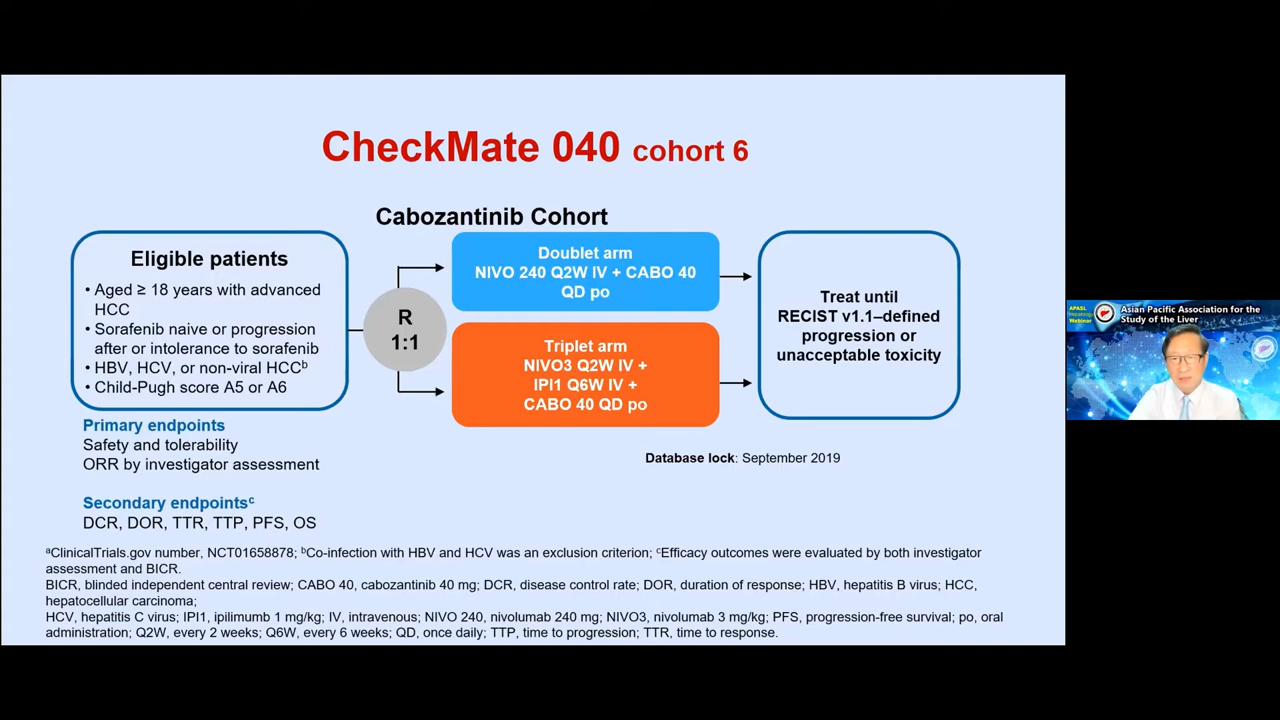 CheckMate 040 cohort 6
Cabozantinib Cohort
Eligible patients
• Aged ≥ 18 years with advanced
HCC
• Sorafenib naive or progression
after or intolerance to sorafenib
• HBV, HCV, or non-viral HCCᵇ
• Child-Pugh score A5 or A6
R
1:1
Doublet arm
NIVO 240 Q2W IV + CABO 40
QD po
Triplet arm
NIVO3 Q2W IV +
IPI1 Q6W IV +
CABO 40 QD po
Treat until
RECIST v1.1–defined
progression or
unacceptable toxicity
Primary endpoints
Safety and tolerability
ORR by investigator assessment
Database lock: September 2019
Secondary endpointsᶜ
DCR, DOR, TTR, TTP, PFS, OS
ᵃClinicalTrials.gov number, NCT01658878; ᵇCo-infection with HBV and HCV was an exclusion criterion; ᶜEfficacy outcomes were evaluated by both investigator
assessment and BICR.
BICR, blinded independent central review; CABO 40, cabozantinib 40 mg; DCR, disease control rate; DOR, duration of response; HBV, hepatitis B virus; HCC,
hepatocellular carcinoma;
HCV, hepatitis C virus; IPI1, ipilimumb 1 mg/kg; IV, intravenous; NIVO 240, nivolumab 240 mg; NIVO3, nivolumab 3 mg/kg; PFS, progression-free survival; po, oral
administration; Q2W, every 2 weeks; Q6W, every 6 weeks; QD, once daily; TTP, time to progression; TTR, time to response.
APASL
Hepatology
Webinar
Asian Pacific Association for the
Study of the Liver